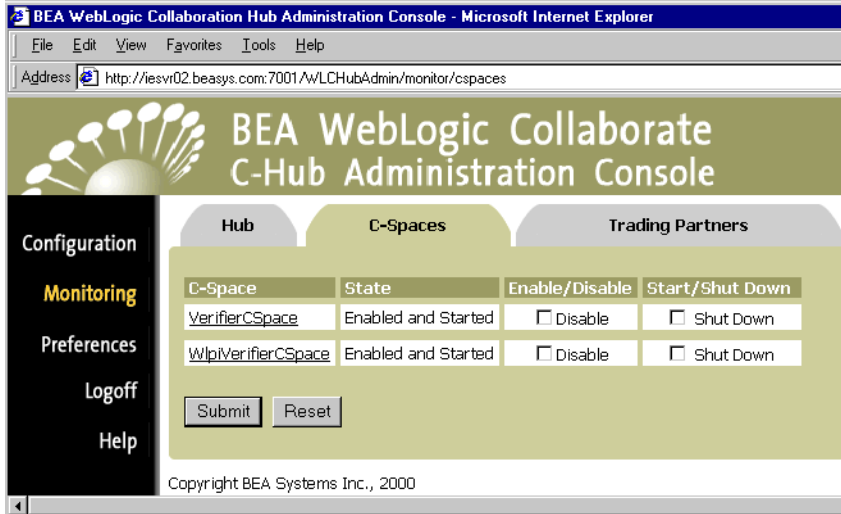 BEA WebLogic Collaboration Hub Administration Console - Microsoft Internet Explorer
File Edit View Favorites Tools Help
Address http://iesvr02.beasys.com:7001/WLCHubAdmin/monitor/cspaces
BEA WebLogic Collaborate
C-Hub Administration Console
Hub C-Spaces Trading Partners
Configuration
Monitoring
Preferences
Logoff
Help
C-Space State Enable/Disable Start/Shut Down
VerifierCSpace Enabled and Started Disable Shut Down
WlpiVerifierCSpace Enabled and Started Disable Shut Down
Submit Reset
Copyright BEA Systems Inc., 2000